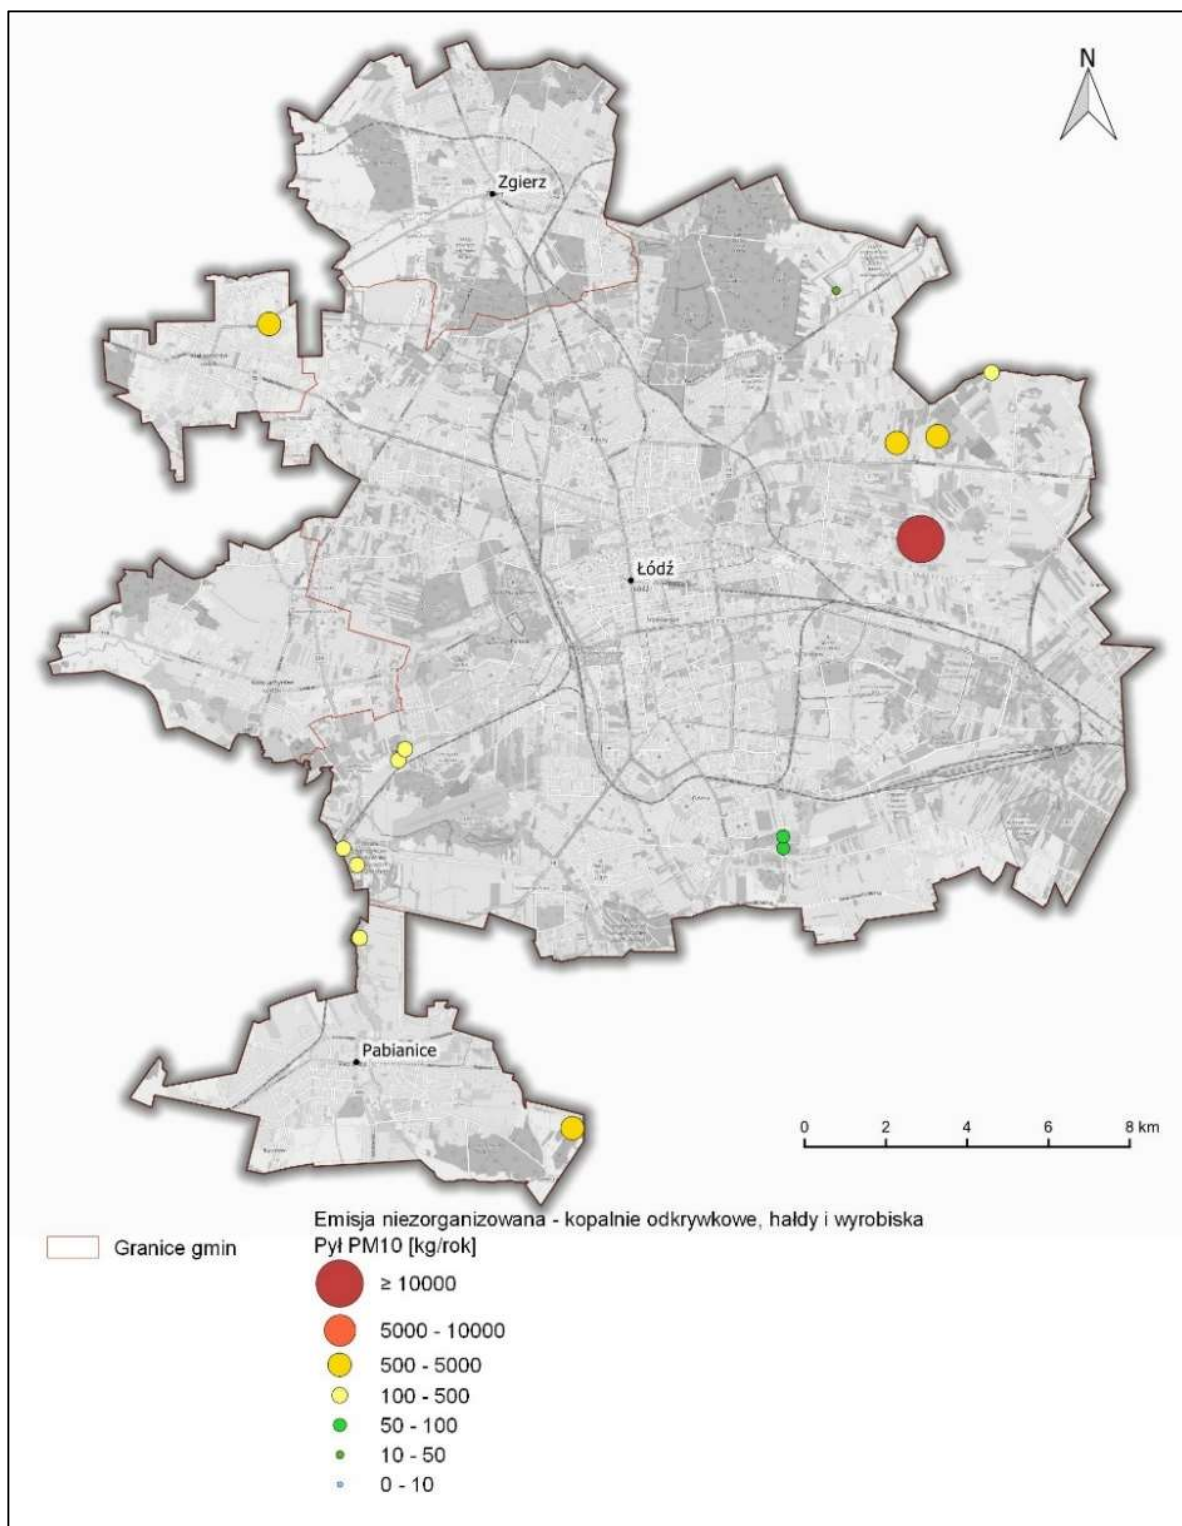 N
Zgierz
Łódź
Pabianice
0 2 4 6 8 km
Emisja niezorganizowana - kopalnie odkrywkowe, hałdy i wyrobiska
Granice gmin
Pył PM10 [kg/rok]
≥ 10000
5000 - 10000
500 - 5000
100 - 500
50 - 100
10 - 50
0 - 10